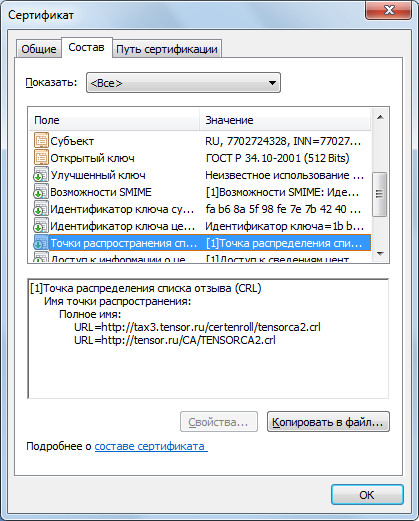 Сертификат
Общие Состав Путь сертификации
Показать: <Все>
Поле Значение
Субъект RU, 7702724328, INN=77027...
Открытый ключ ГОСТ Р 34.10-2001 (512 Bits)
Улучшенный ключ Неизвестное использование ...
Возможности SMIME [1]Возможности SMIME: Иде...
Идентификатор ключа су... fa b6 8a 5f 98 fe 7e 7b 42 40 ...
Идентификатор ключа це... Идентификатор ключа=1b b...
Точки распространения сп... [1]Точка распределения спи...
Доступ к информации о це... [1]Доступ к сведениям цент...
[1]Точка распределения списка отзыва (CRL)
Имя точки распространения:
Полное имя:
URL=http://tax3.tensor.ru/certenroll/tensorca2.crl
URL=http://tensor.ru/CA/TENSORCA2.crl
Свойства... Копировать в файл...
Подробнее о составе сертификата
ОК